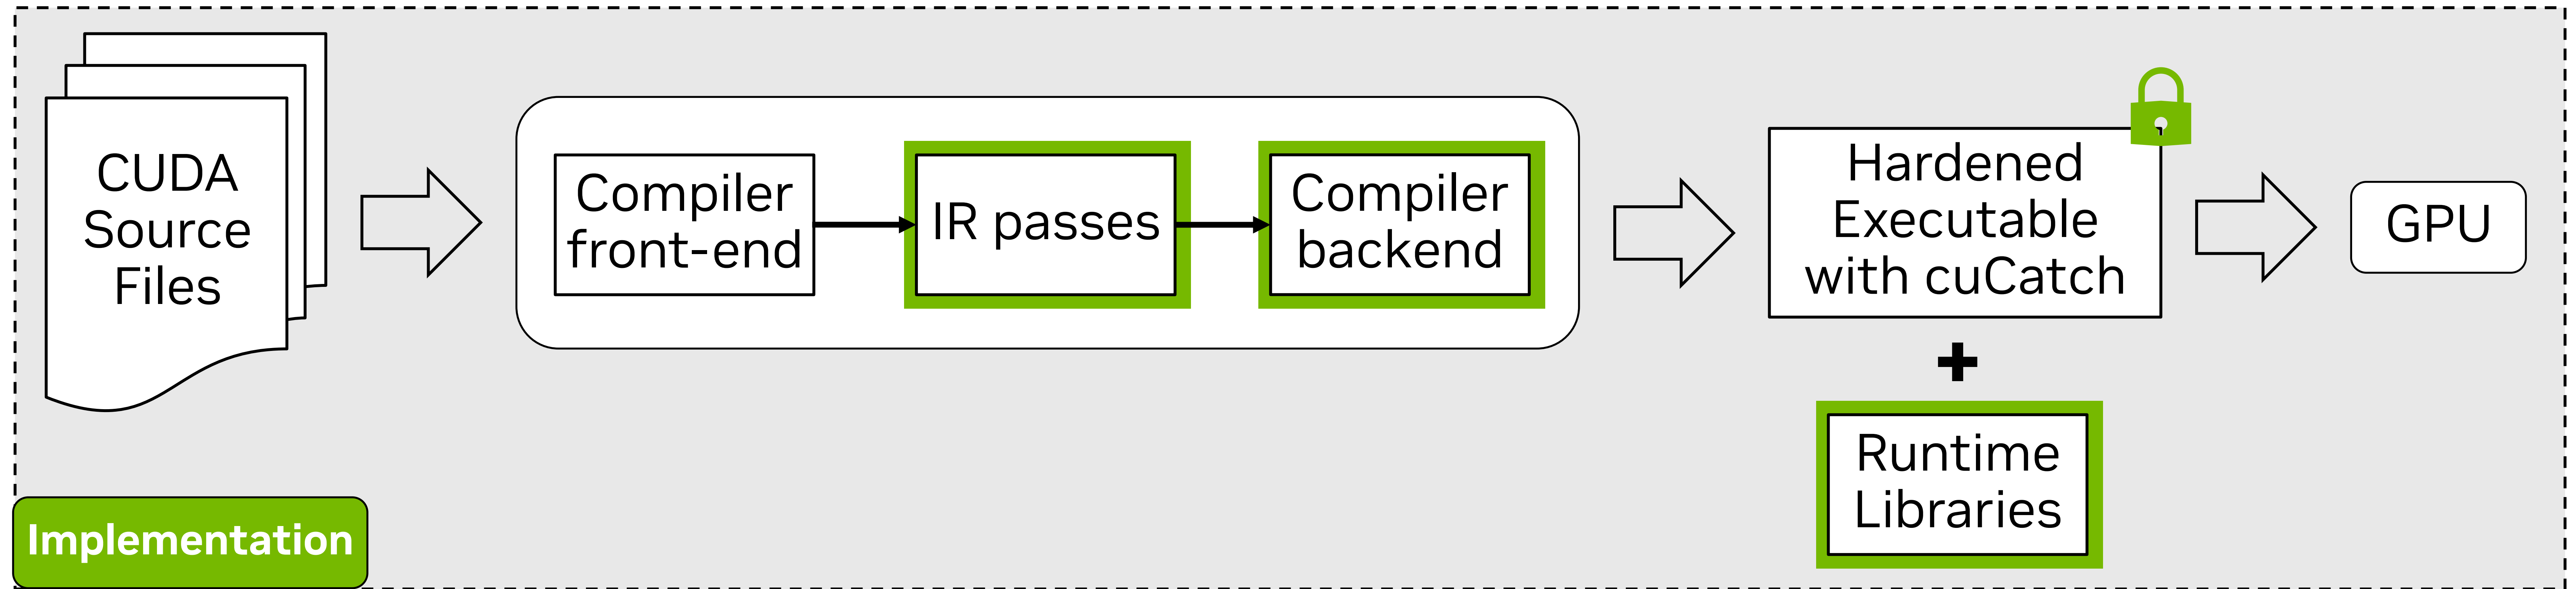 CUDA
Source
Files
Compiler
front-end
IR passes
Compiler
backend
Hardened
Executable
with cuCatch
GPU
+
Runtime
Libraries
Implementation